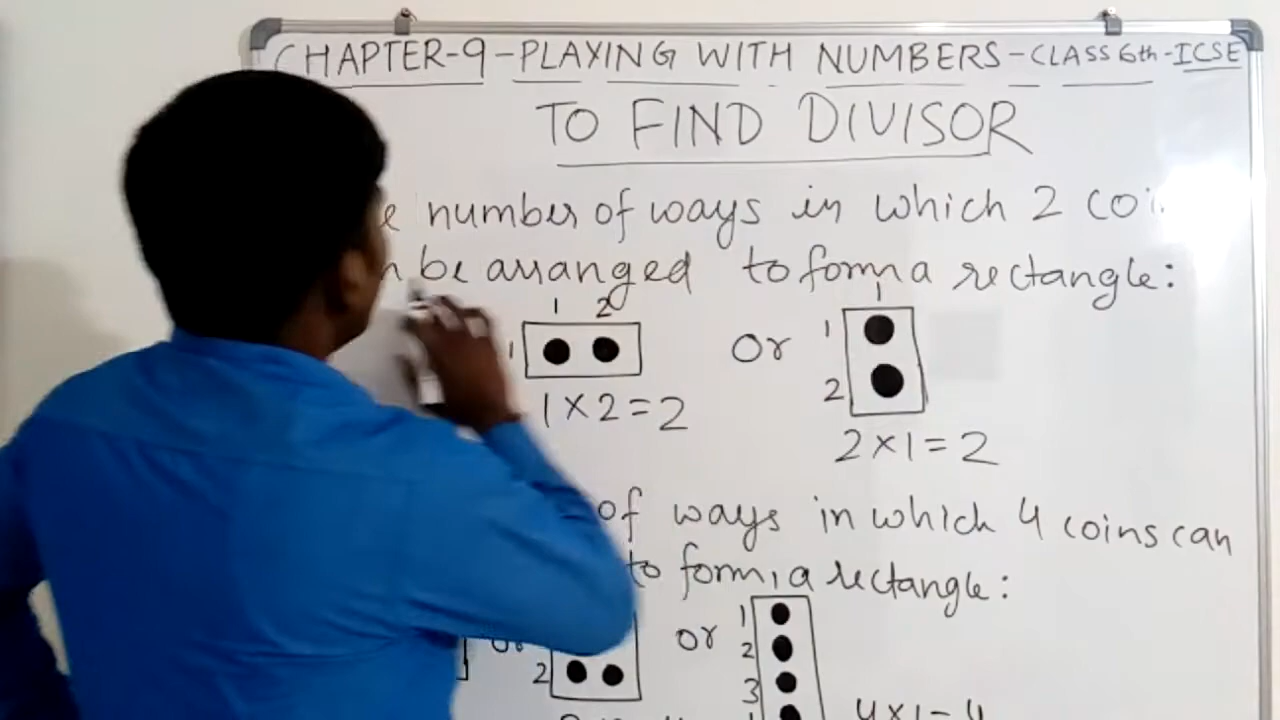 CHAPTER-9-PLAYING WITH NUMBERS-CLASS 6th-ICSE
TO FIND DIVISOR
number of ways in which 2
be arranged to form a rectangle:
1 2
1
Or
1
1
2
1×2=2
2×1=2
of ways in which 4 coins can
to form a rectangle:
2
or
1
2
3
4×1=4